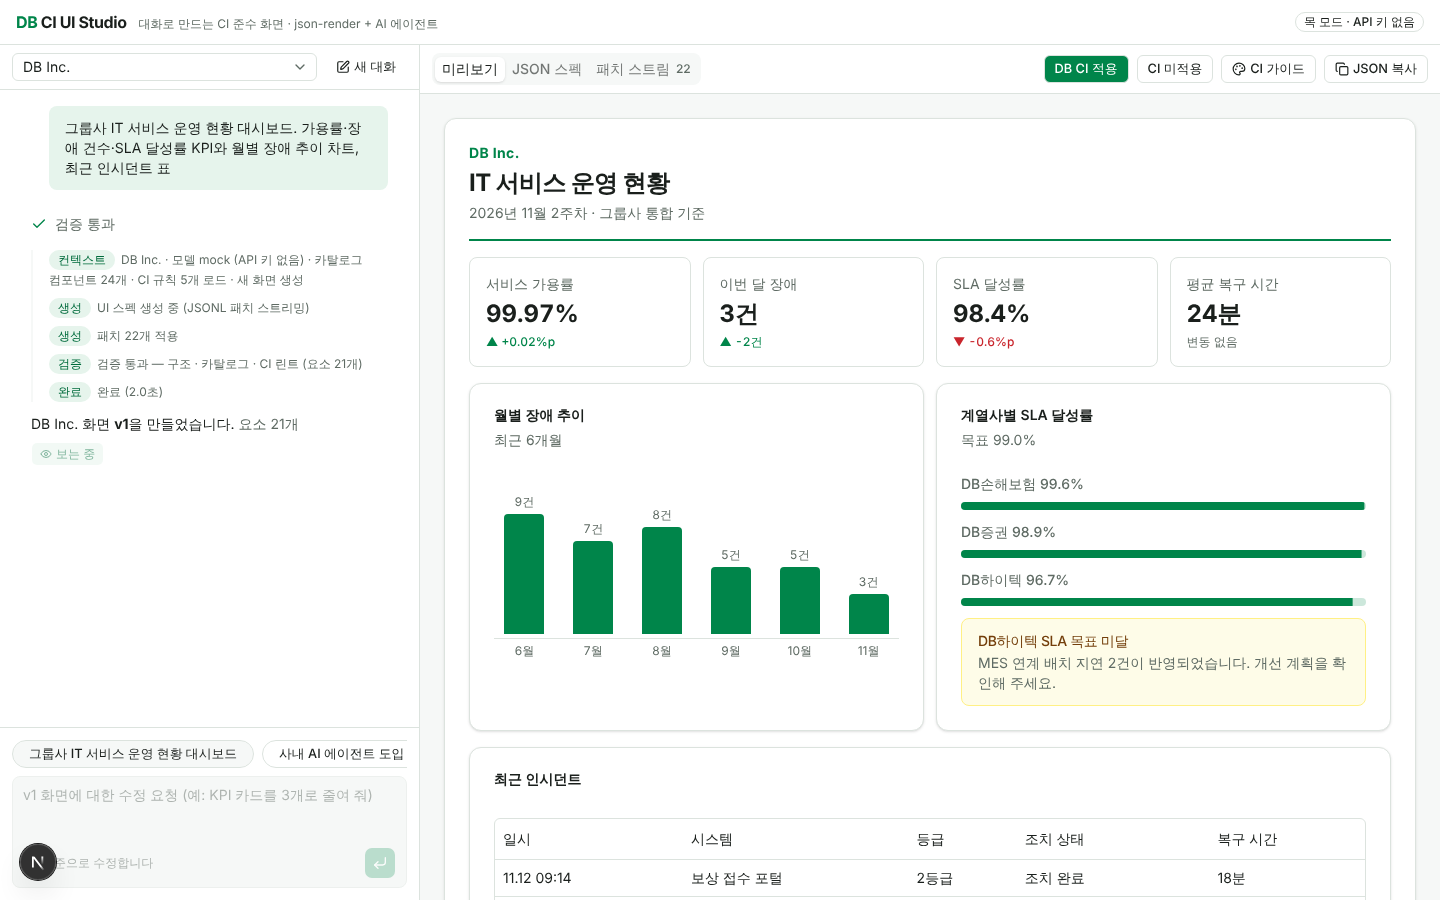 DB CI UI Studio 대화로 만드는 CI 준수 화면 · json-render + AI 에이전트
목 모드 · API 키 없음
DB Inc.
새 대화
그룹사 IT 서비스 운영 현황 대시보드. 가용률·장
애 건수·SLA 달성률 KPI와 월별 장애 추이 차트,
최근 인시던트 표
검증 통과
컨텍스트 DB Inc. · 모델 mock (API 키 없음) · 카탈로그
컴포넌트 24개 · CI 규칙 5개 로드 · 새 화면 생성
생성 UI 스펙 생성 중 (JSONL 패치 스트리밍)
생성 패치 22개 적용
검증 검증 통과 — 구조 · 카탈로그 · CI 린트 (요소 21개)
완료 완료 (2.0초)
DB Inc. 화면 v1을 만들었습니다. 요소 21개
보는 중
그룹사 IT 서비스 운영 현황 대시보드
사내 AI 에이전트 도입
v1 화면에 대한 수정 요청 (예: KPI 카드를 3개로 줄여 줘)
N
준으로 수정합니다
미리보기 JSON 스펙 패치 스트림 22
DB CI 적용
CI 미적용
CI 가이드
JSON 복사
DB Inc.
IT 서비스 운영 현황
2026년 11월 2주차 · 그룹사 통합 기준
서비스 가용률
99.97%
▲ +0.02%p
이번 달 장애
3건
▲ -2건
SLA 달성률
98.4%
▼ -0.6%p
평균 복구 시간
24분
변동 없음
월별 장애 추이
최근 6개월
9건
7건
8건
5건
5건
3건
6월
7월
8월
9월
10월
11월
계열사별 SLA 달성률
목표 99.0%
DB손해보험 99.6%
DB증권 98.9%
DB하이텍 96.7%
DB하이텍 SLA 목표 미달
MES 연계 배치 지연 2건이 반영되었습니다. 개선 계획을 확
인해 주세요.
최근 인시던트
일시 시스템 등급 조치 상태 복구 시간
11.12 09:14 보상 접수 포털 2등급 조치 완료 18분